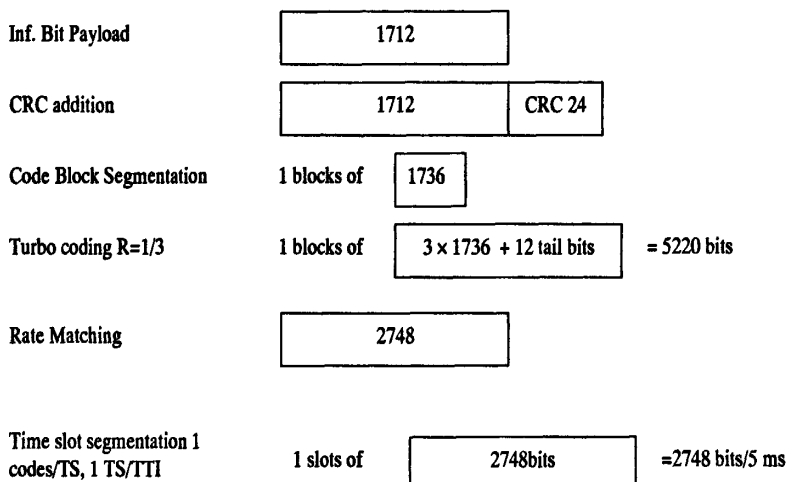 Inf. Bit Payload 1712
CRC addition 1712 CRC 24
Code Block Segmentation 1 blocks of 1736
Turbo coding R=1/3 1 blocks of 3 × 1736 + 12 tail bits = 5220 bits
Rate Matching 2748
Time slot segmentation 1
codes/TS, 1 TS/TTI 1 slots of 2748bits =2748 bits/5 ms